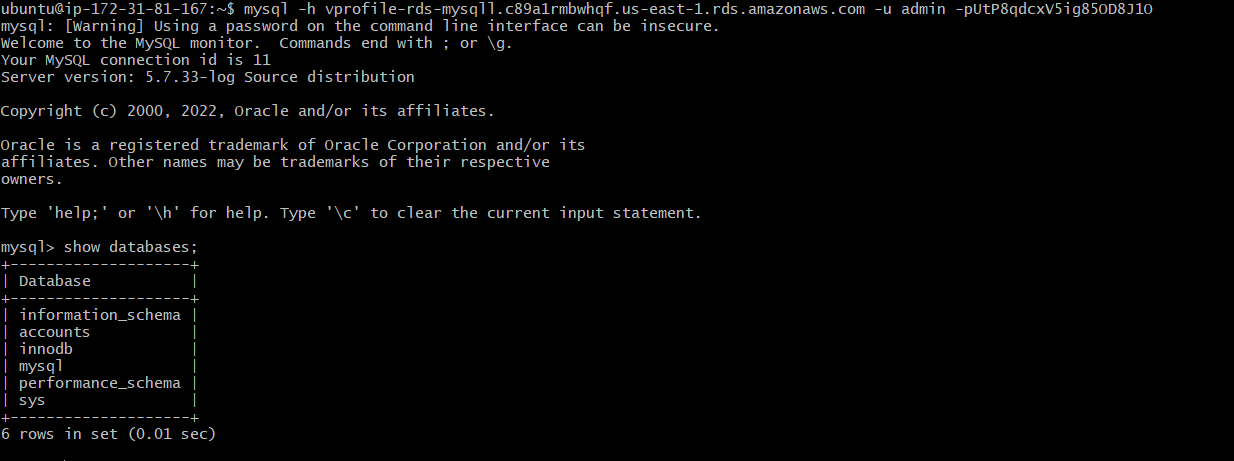 ubuntu@ip-172-31-81-167:~$ mysql -h vprofile-rds-mysqll.c89a1rmbwhqf.us-east-1.rds.amazonaws.com -u admin -pUtP8qdcxV5ig85OD8J1O
mysql: [Warning] Using a password on the command line interface can be insecure.
Welcome to the MySQL monitor.  Commands end with ; or \g.
Your MySQL connection id is 11
Server version: 5.7.33-log Source distribution

Copyright (c) 2000, 2022, Oracle and/or its affiliates.

Oracle is a registered trademark of Oracle Corporation and/or its
affiliates. Other names may be trademarks of their respective
owners.

Type 'help;' or '\h' for help. Type '\c' to clear the current input statement.

mysql> show databases;
+--------------------+
| Database           |
+--------------------+
| information_schema |
| accounts           |
| innodb             |
| mysql              |
| performance_schema |
| sys                |
+--------------------+
6 rows in set (0.01 sec)